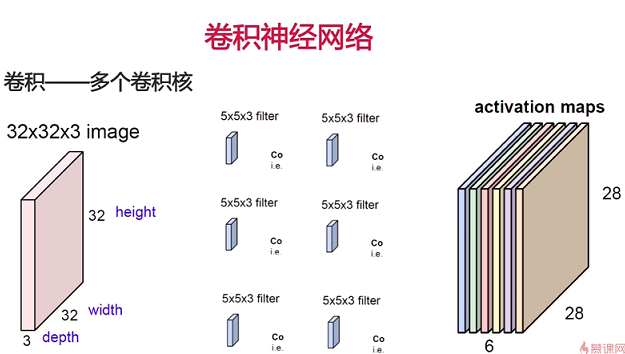 卷积神经网络
卷积——多个卷积核
32x32x3 image
32 height
32 width
3 depth
5x5x3 filter
Co
i.e.
5x5x3 filter
Co
i.e.
5x5x3 filter
Co
i.e.
5x5x3 filter
Co
i.e.
5x5x3 filter
Co
i.e.
5x5x3 filter
Co
i.e.
activation maps
28
28
6
慕课网